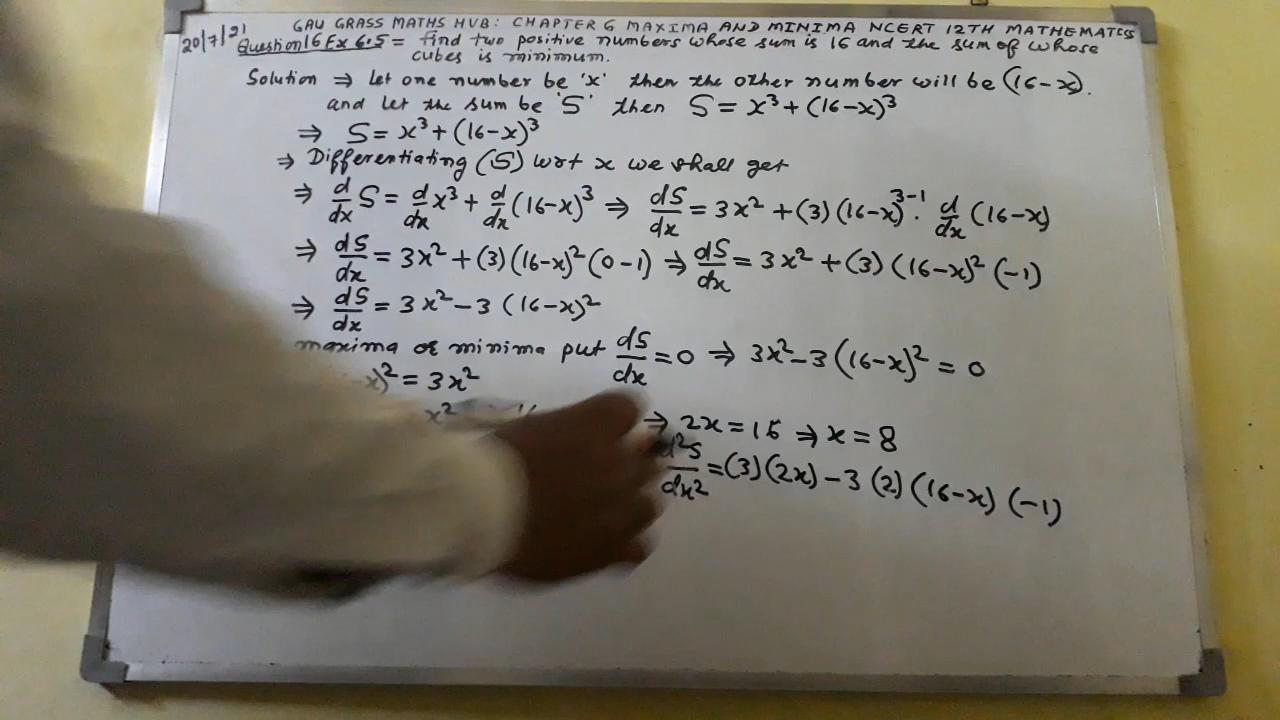 GAU GRASS MATHS HUB: CHAPTER 6 MAXIMA AND MINIMA NCERT 12TH MATHEMATICS
20/7/21 Question 16 Ex 6.5 = find two positive numbers whose sum is 16 and the sum of whose
cubes is minimum.
Solution ⇒ Let one number be 'x' then the other number will be (16-x).
and let the sum be 'S' then S = x³ + (16-x)³
⇒ S = x³ + (16-x)³
⇒ Differentiating (S) wrt x we shall get
⇒ d/dx S = d/dx x³ + d/dx (16-x)³ ⇒ dS/dx = 3x² + (3)(16-x)³⁻¹ · d/dx (16-x)
⇒ dS/dx = 3x² + (3)(16-x)²(0-1) ⇒ dS/dx = 3x² + (3)(16-x)²(-1)
⇒ dS/dx = 3x² - 3(16-x)²
maxima or minima put dS/dx = 0 ⇒ 3x² - 3(16-x)² = 0
-x)² = 3x²
x² ⇒ 2x = 16 ⇒ x = 8
d²S/dx² = (3)(2x) - 3(2)(16-x)(-1)